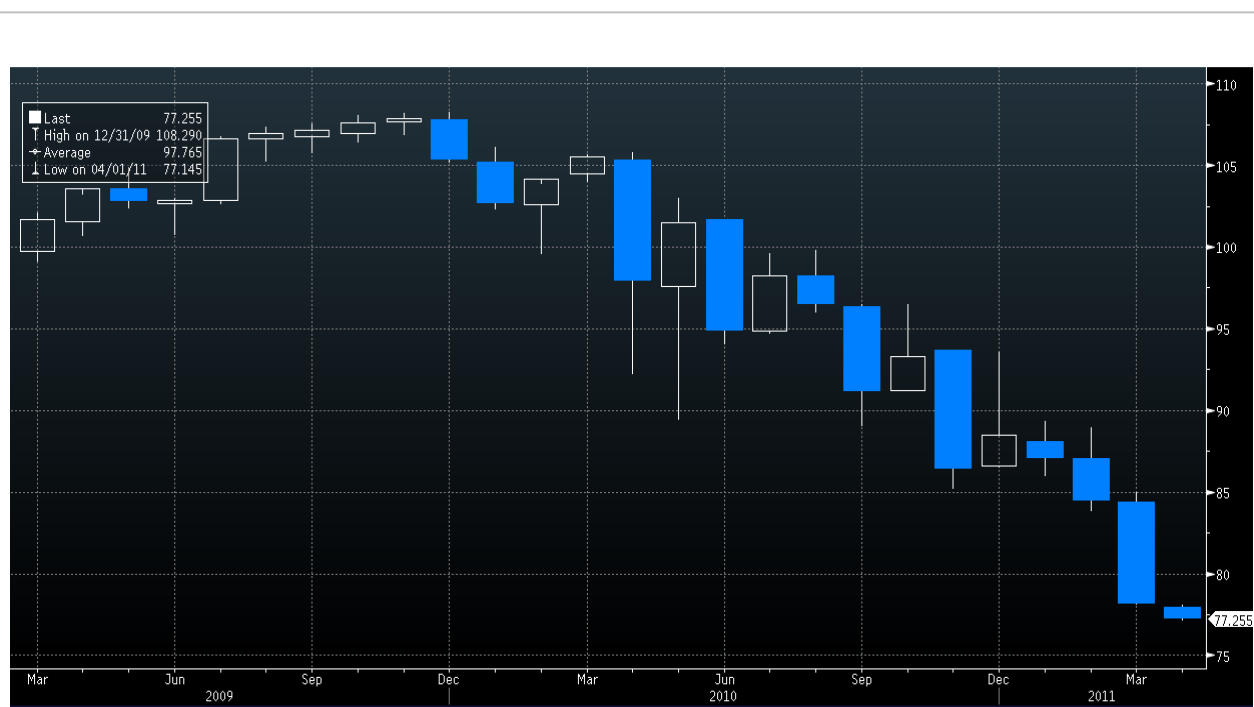 Last 77.255
High on 12/31/09 108.290
Average 97.765
Low on 04/01/11 77.145
110
105
100
95
90
85
80
77.255
75
Mar Jun Sep Dec Mar Jun Sep Dec Mar
2009 2010 2011